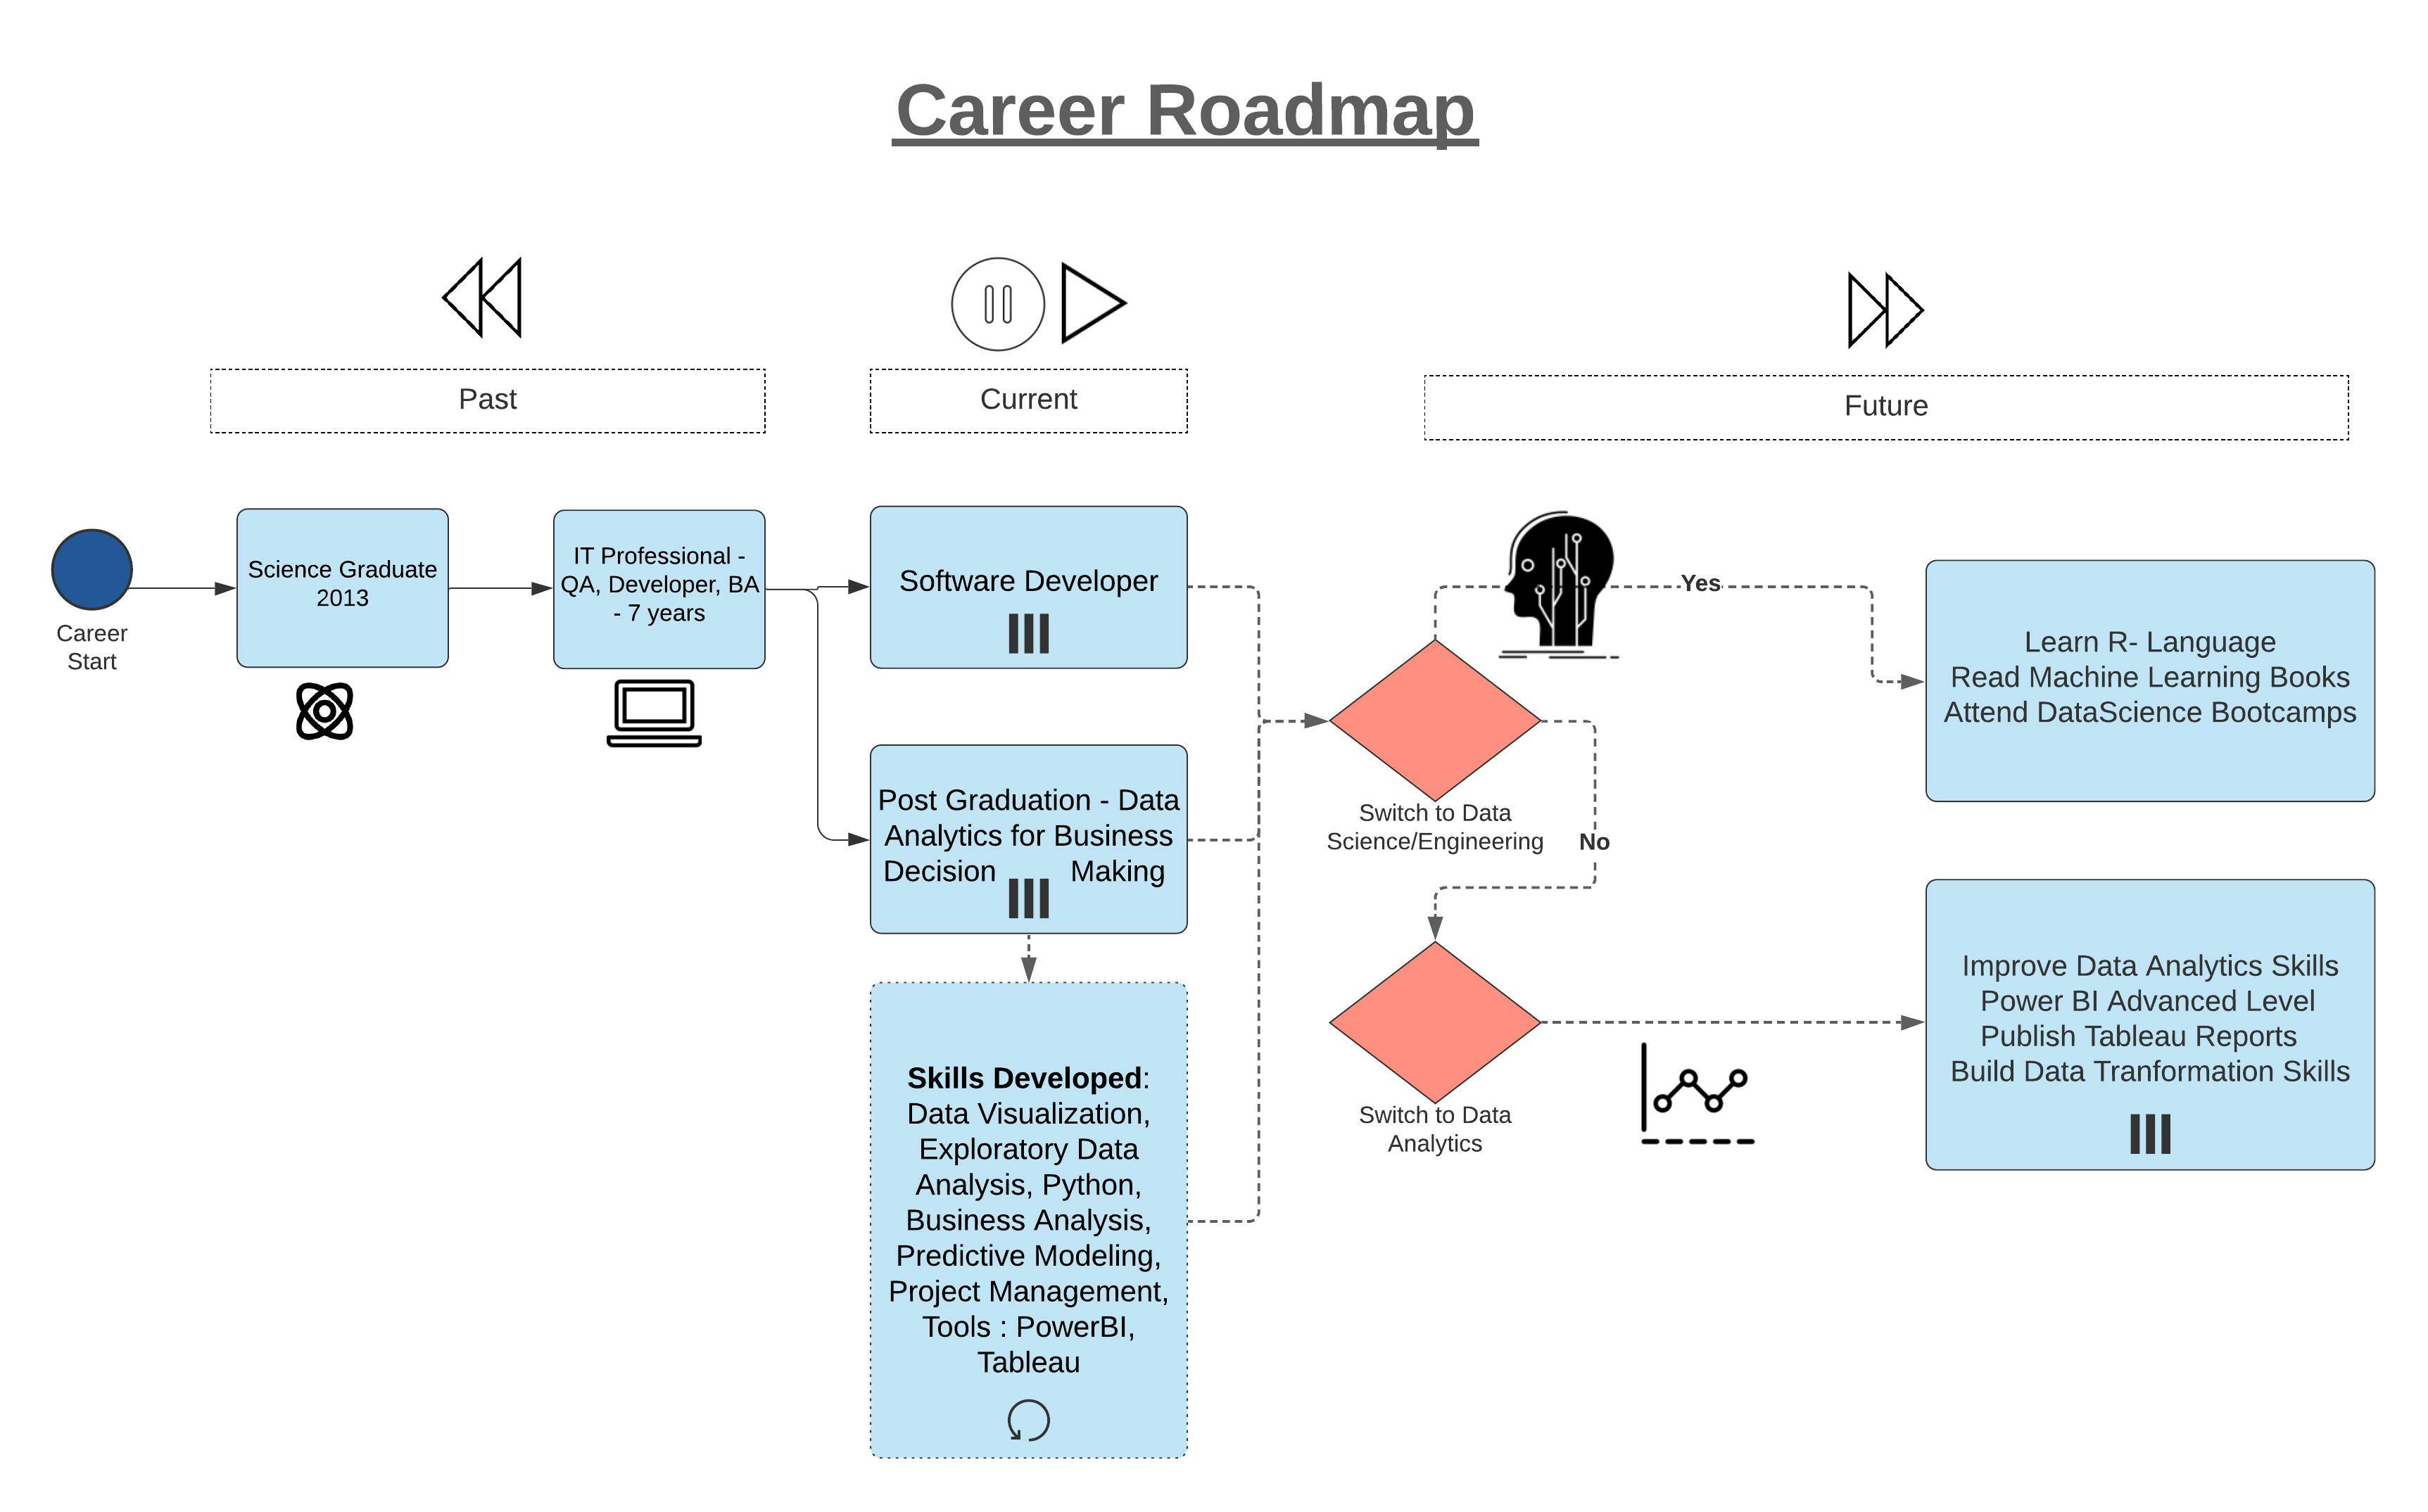 Career Roadmap
Past
Current
Future
Career
Start
Science Graduate
2013
IT Professional -
QA, Developer, BA
- 7 years
Software Developer
Post Graduation - Data
Analytics for Business
Decision Making
Skills Developed:
Data Visualization,
Exploratory Data
Analysis, Python,
Business Analysis,
Predictive Modeling,
Project Management,
Tools : PowerBI,
Tableau
Switch to Data
Science/Engineering
Yes
No
Switch to Data
Analytics
Learn R- Language
Read Machine Learning Books
Attend DataScience Bootcamps
Improve Data Analytics Skills
Power BI Advanced Level
Publish Tableau Reports
Build Data Tranformation Skills